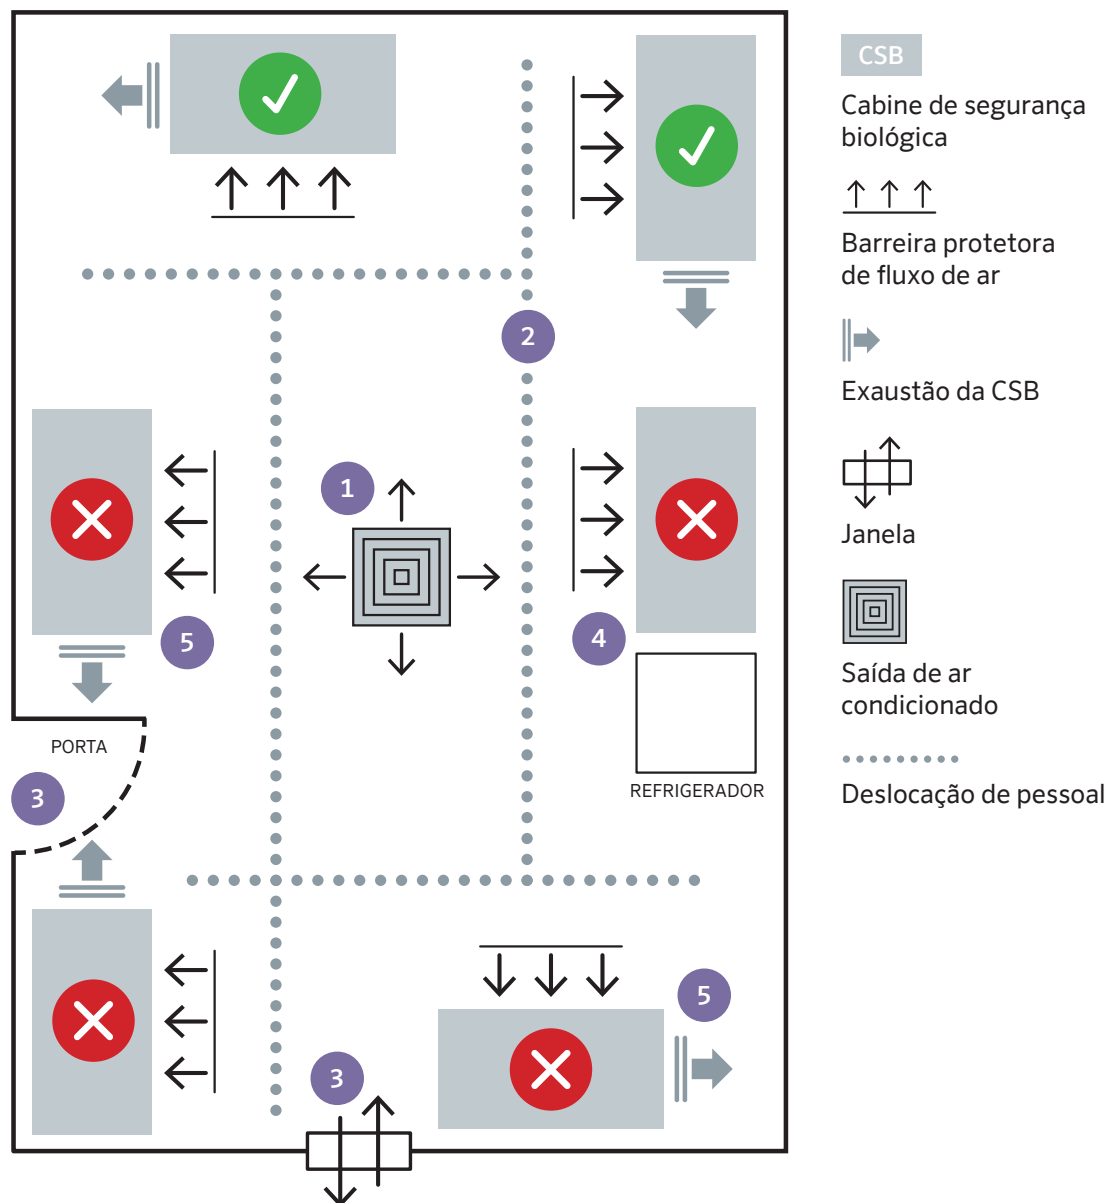 2
1
5
4
PORTA
3
REFRIGERADOR
5
3
CSB
Cabine de segurança
biológica
Barreira protetora
de fluxo de ar
Exaustão da CSB
Janela
Saída de ar
condicionado
Deslocação de pessoal